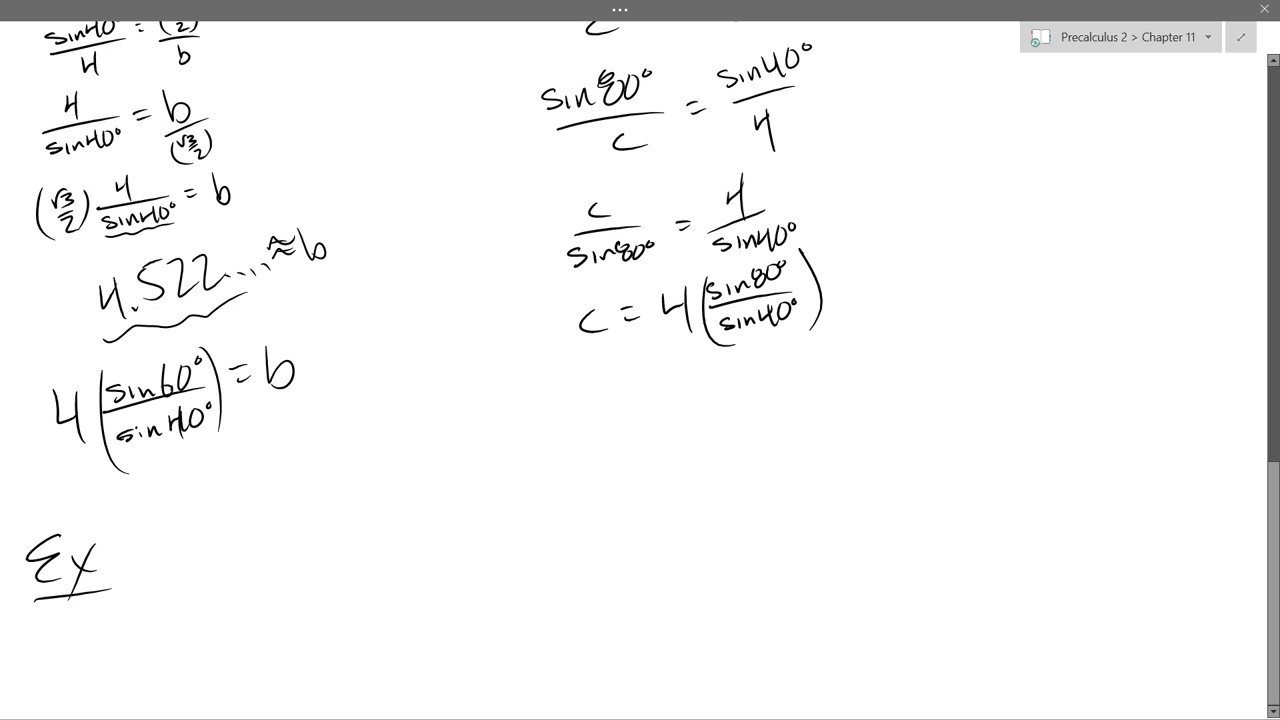 Precalculus 2 > Chapter 11
sin40° / 4 = (2) / b
4 / sin40° = b / (√3/2)
(√3/2) 4 / sin40° = b
4.522.... ≈ b
4 (sin60° / sin40°) = b
c
sin80° / c = sin40° / 4
c / sin80° = 4 / sin40°
c = 4 (sin80° / sin40°)
Ex